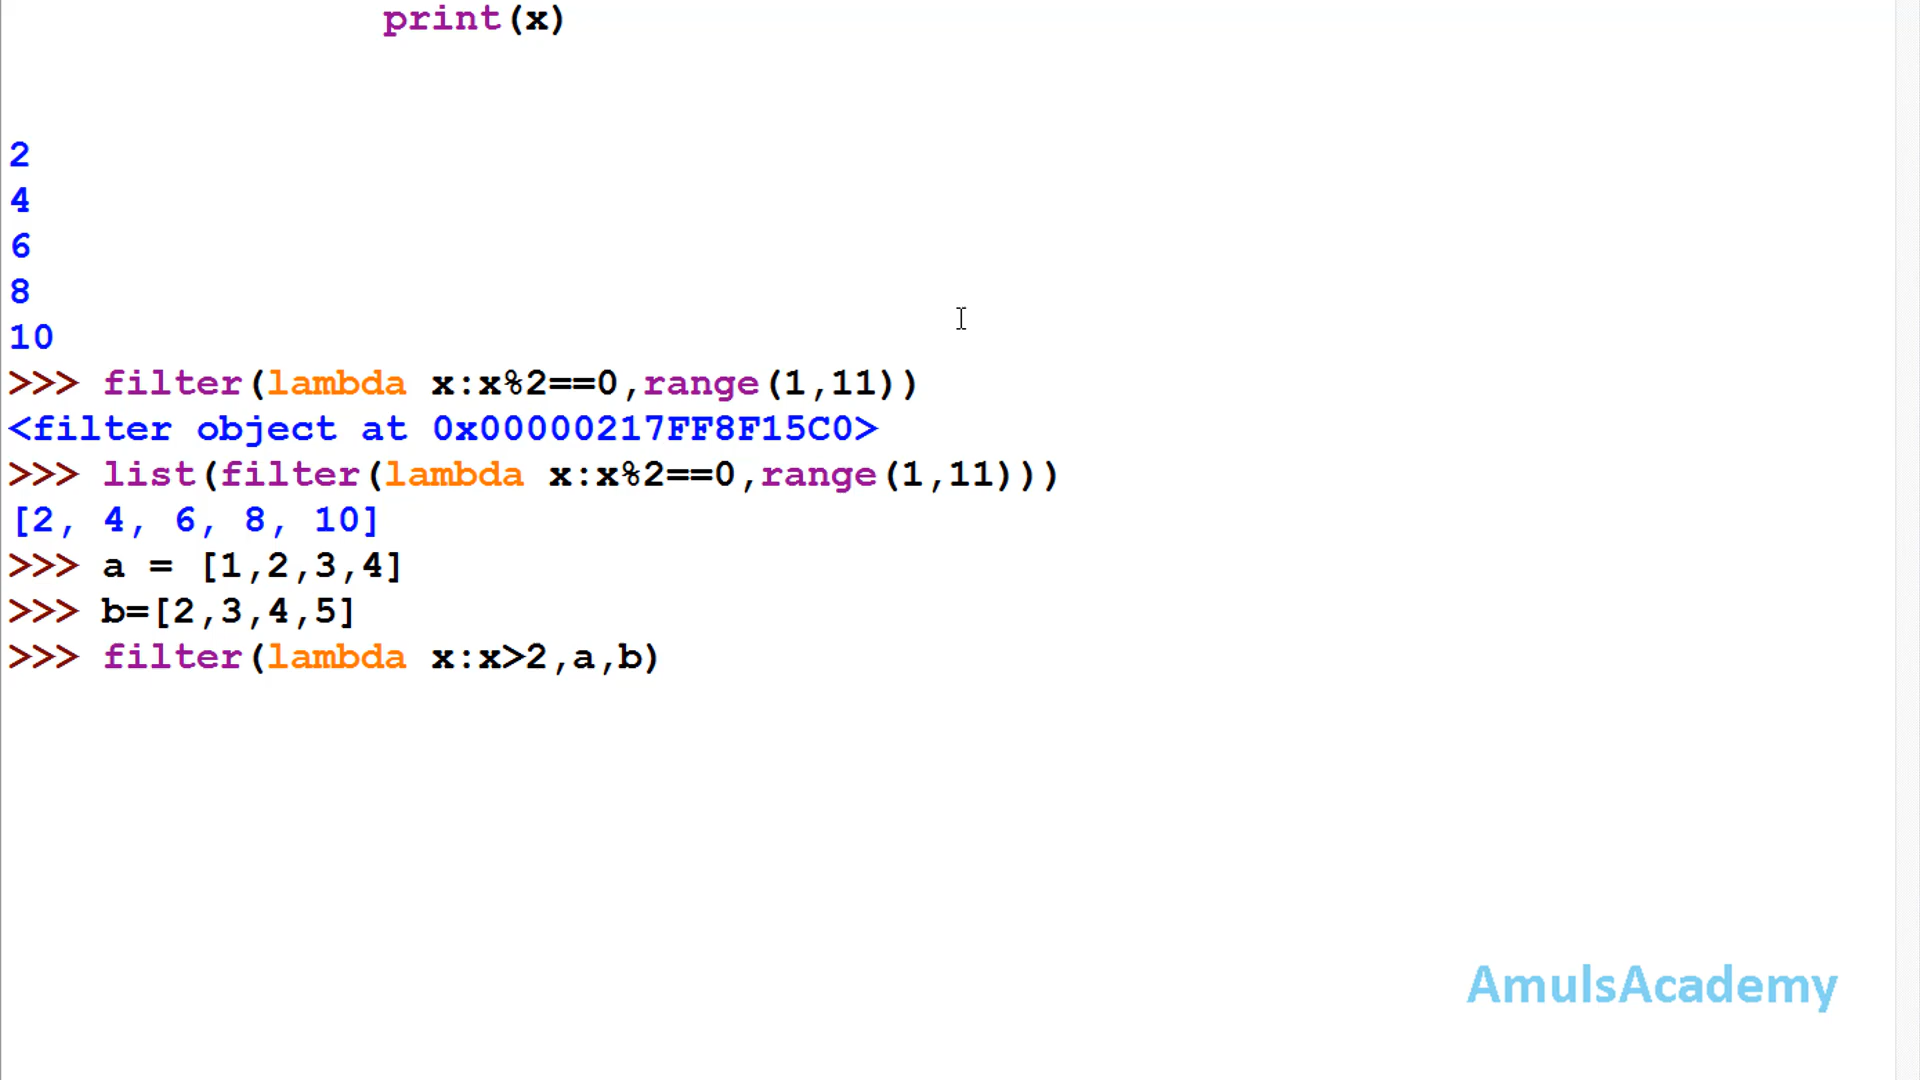 print(x)
2
4
6
8
10
>>> filter(lambda x:x%2==0,range(1,11))
<filter object at 0x00000217FF8F15C0>
>>> list(filter(lambda x:x%2==0,range(1,11)))
[2, 4, 6, 8, 10]
>>> a = [1,2,3,4]
>>> b=[2,3,4,5]
>>> filter(lambda x:x>2,a,b)
AmulsAcademy